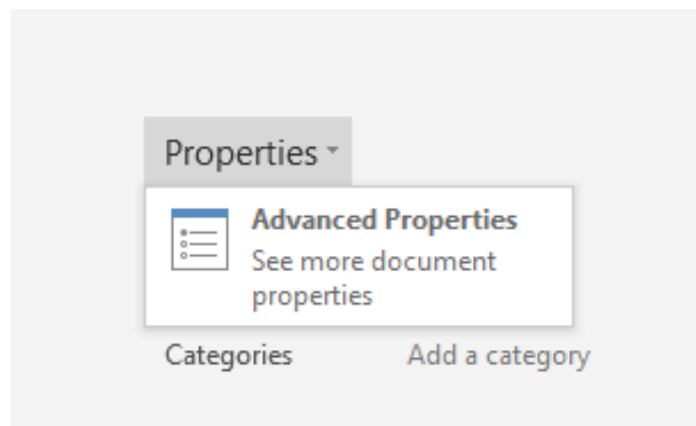 Properties
Advanced Properties
See more document
properties
Categories Add a category